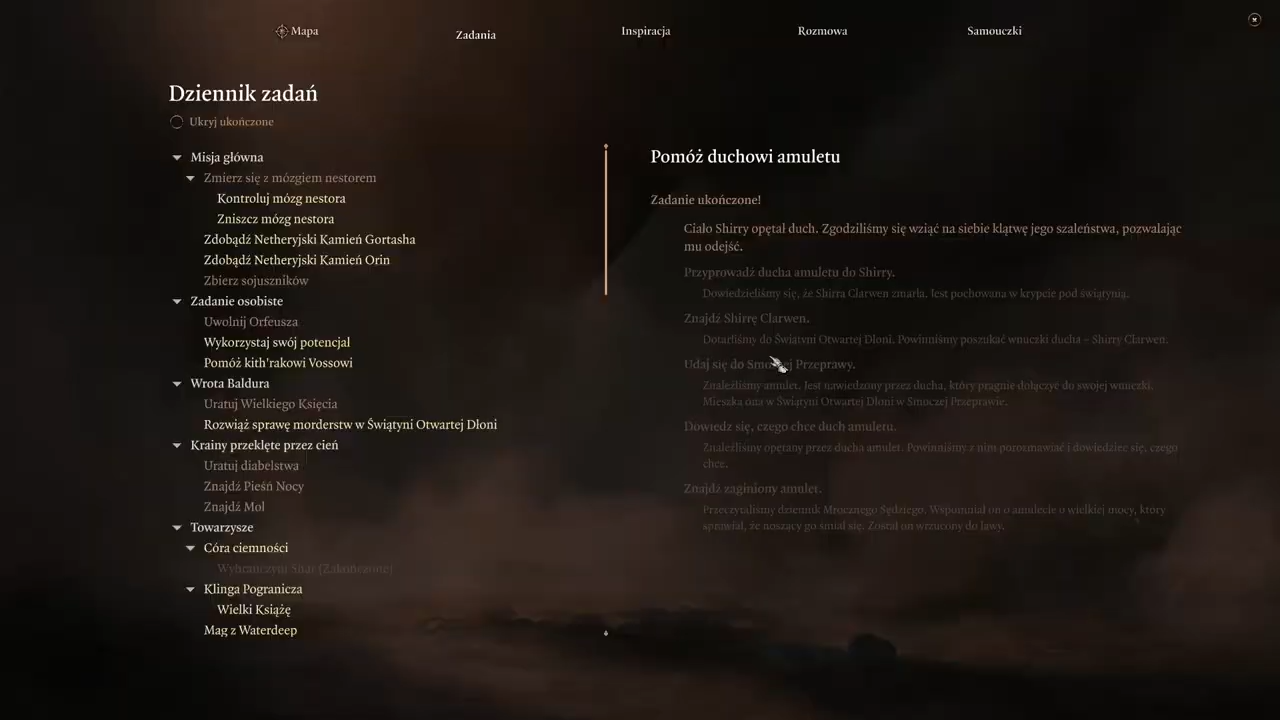 Mapa
Zadania
Inspiracja
Rozmowa
Samouczki
Dziennik zadań
Ukryj ukończone
Misja główna
Zmierz się z mózgiem nestorem
Kontroluj mózg nestora
Zniszcz mózg nestora
Zdobądź Netheryjski Kamień Gortasha
Zdobądź Netheryjski Kamień Orin
Zbierz sojuszników
Zadanie osobiste
Uwolnij Orfeusza
Wykorzystaj swój potencjał
Pomóż kith'rakowi Vossowi
Wrota Baldura
Uratuj Wielkiego Księcia
Rozwiąż sprawę morderstw w Świątyni Otwartej Dłoni
Krainy przeklęte przez cień
Uratuj diabelstwa
Znajdź Pieśń Nocy
Znajdź Mol
Towarzysze
Córa ciemności
Wybrańczyni Shar (Zakończone)
Klinga Pogranicza
Wielki Książę
Mag z Waterdeep
Pomóż duchowi amuletu
Zadanie ukończone!
Ciało Shirry opętał duch. Zgodziliśmy się wziąć na siebie klątwę jego szaleństwa, pozwalając
mu odejść.
Przyprowadź ducha amuletu do Shirry.
Dowiedzieliśmy się, że Shirra Clarwen zmarła. Jest pochowana w krypcie pod świątynią.
Znajdź Shirrę Clarwen.
Dotarliśmy do Świątyni Otwartej Dłoni. Powinniśmy poszukać wnuczki ducha – Shirry Clarwen.
Udaj się do Smoczej Przeprawy.
Znaleźliśmy amulet. Jest nawiedzony przez ducha, który pragnie dołączyć do swojej wnuczki.
Mieszka ona w Świątyni Otwartej Dłoni w Smoczej Przeprawie.
Dowiedz się, czego chce duch amuletu.
Znaleźliśmy opętany przez ducha amulet. Powinniśmy z nim porozmawiać i dowiedzieć się, czego
chce.
Znajdź zaginiony amulet.
Przeczytaliśmy dziennik Mrocznego Sędziego. Wspomniał on o amulecie o wielkiej mocy, który
sprawiał, że noszący go śmiał się. Został on wrzucony do lawy.